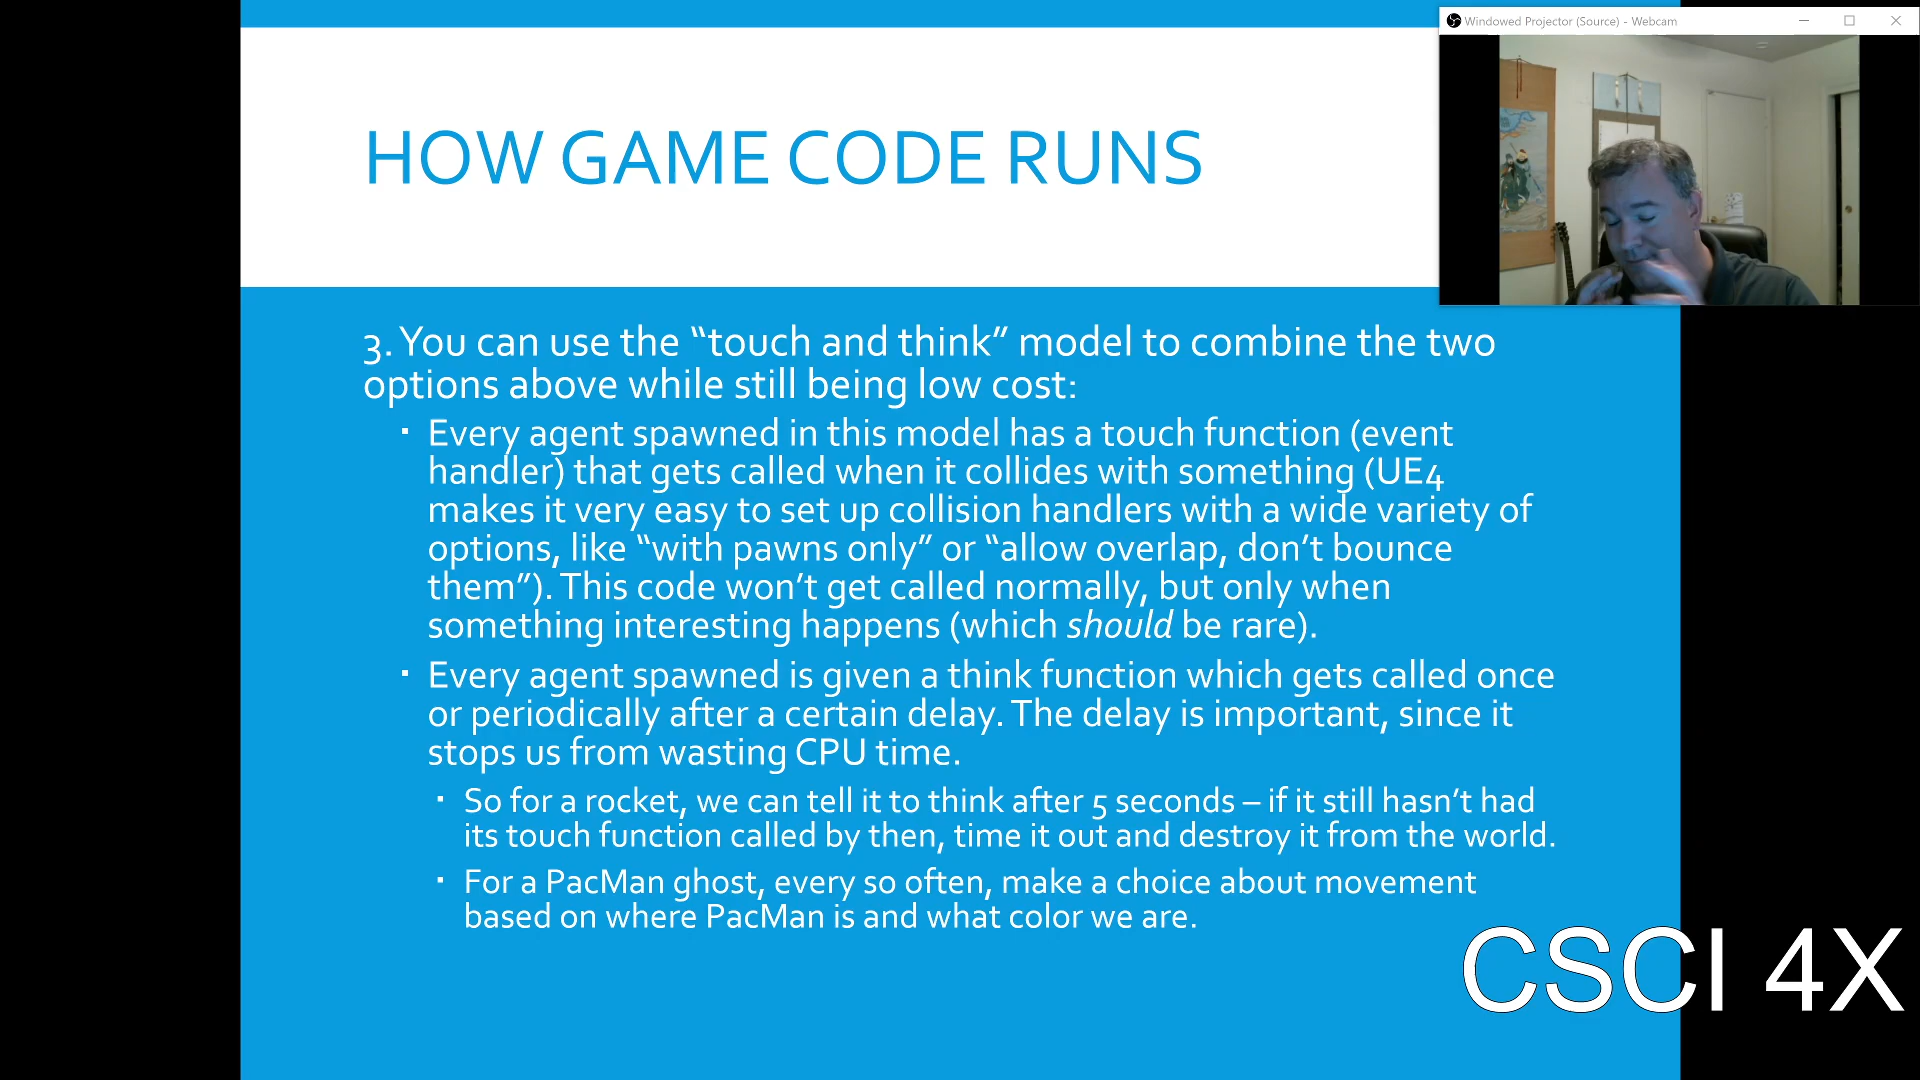 Windowed Projector (Source) - Webcam
HOW GAME CODE RUNS
3. You can use the “touch and think” model to combine the two
options above while still being low cost:
▪ Every agent spawned in this model has a touch function (event
handler) that gets called when it collides with something (UE4
makes it very easy to set up collision handlers with a wide variety of
options, like “with pawns only” or “allow overlap, don’t bounce
them”). This code won’t get called normally, but only when
something interesting happens (which should be rare).
▪ Every agent spawned is given a think function which gets called once
or periodically after a certain delay. The delay is important, since it
stops us from wasting CPU time.
▪ So for a rocket, we can tell it to think after 5 seconds – if it still hasn’t had
its touch function called by then, time it out and destroy it from the world.
▪ For a PacMan ghost, every so often, make a choice about movement
based on where PacMan is and what color we are.
CSCI 4X